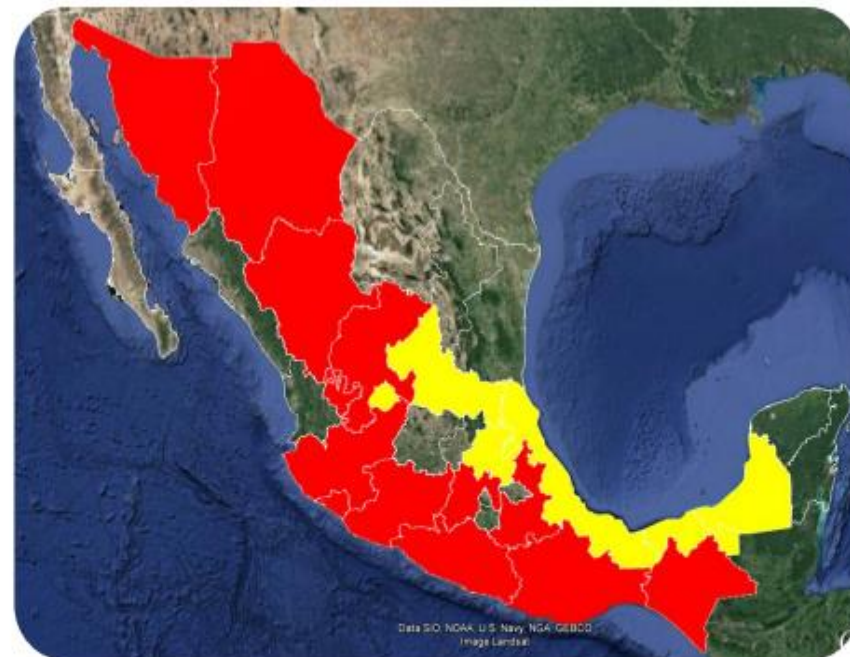 Data SIO, NOAA, U.S. Navy, NGA, GEBCO
Image Landsat